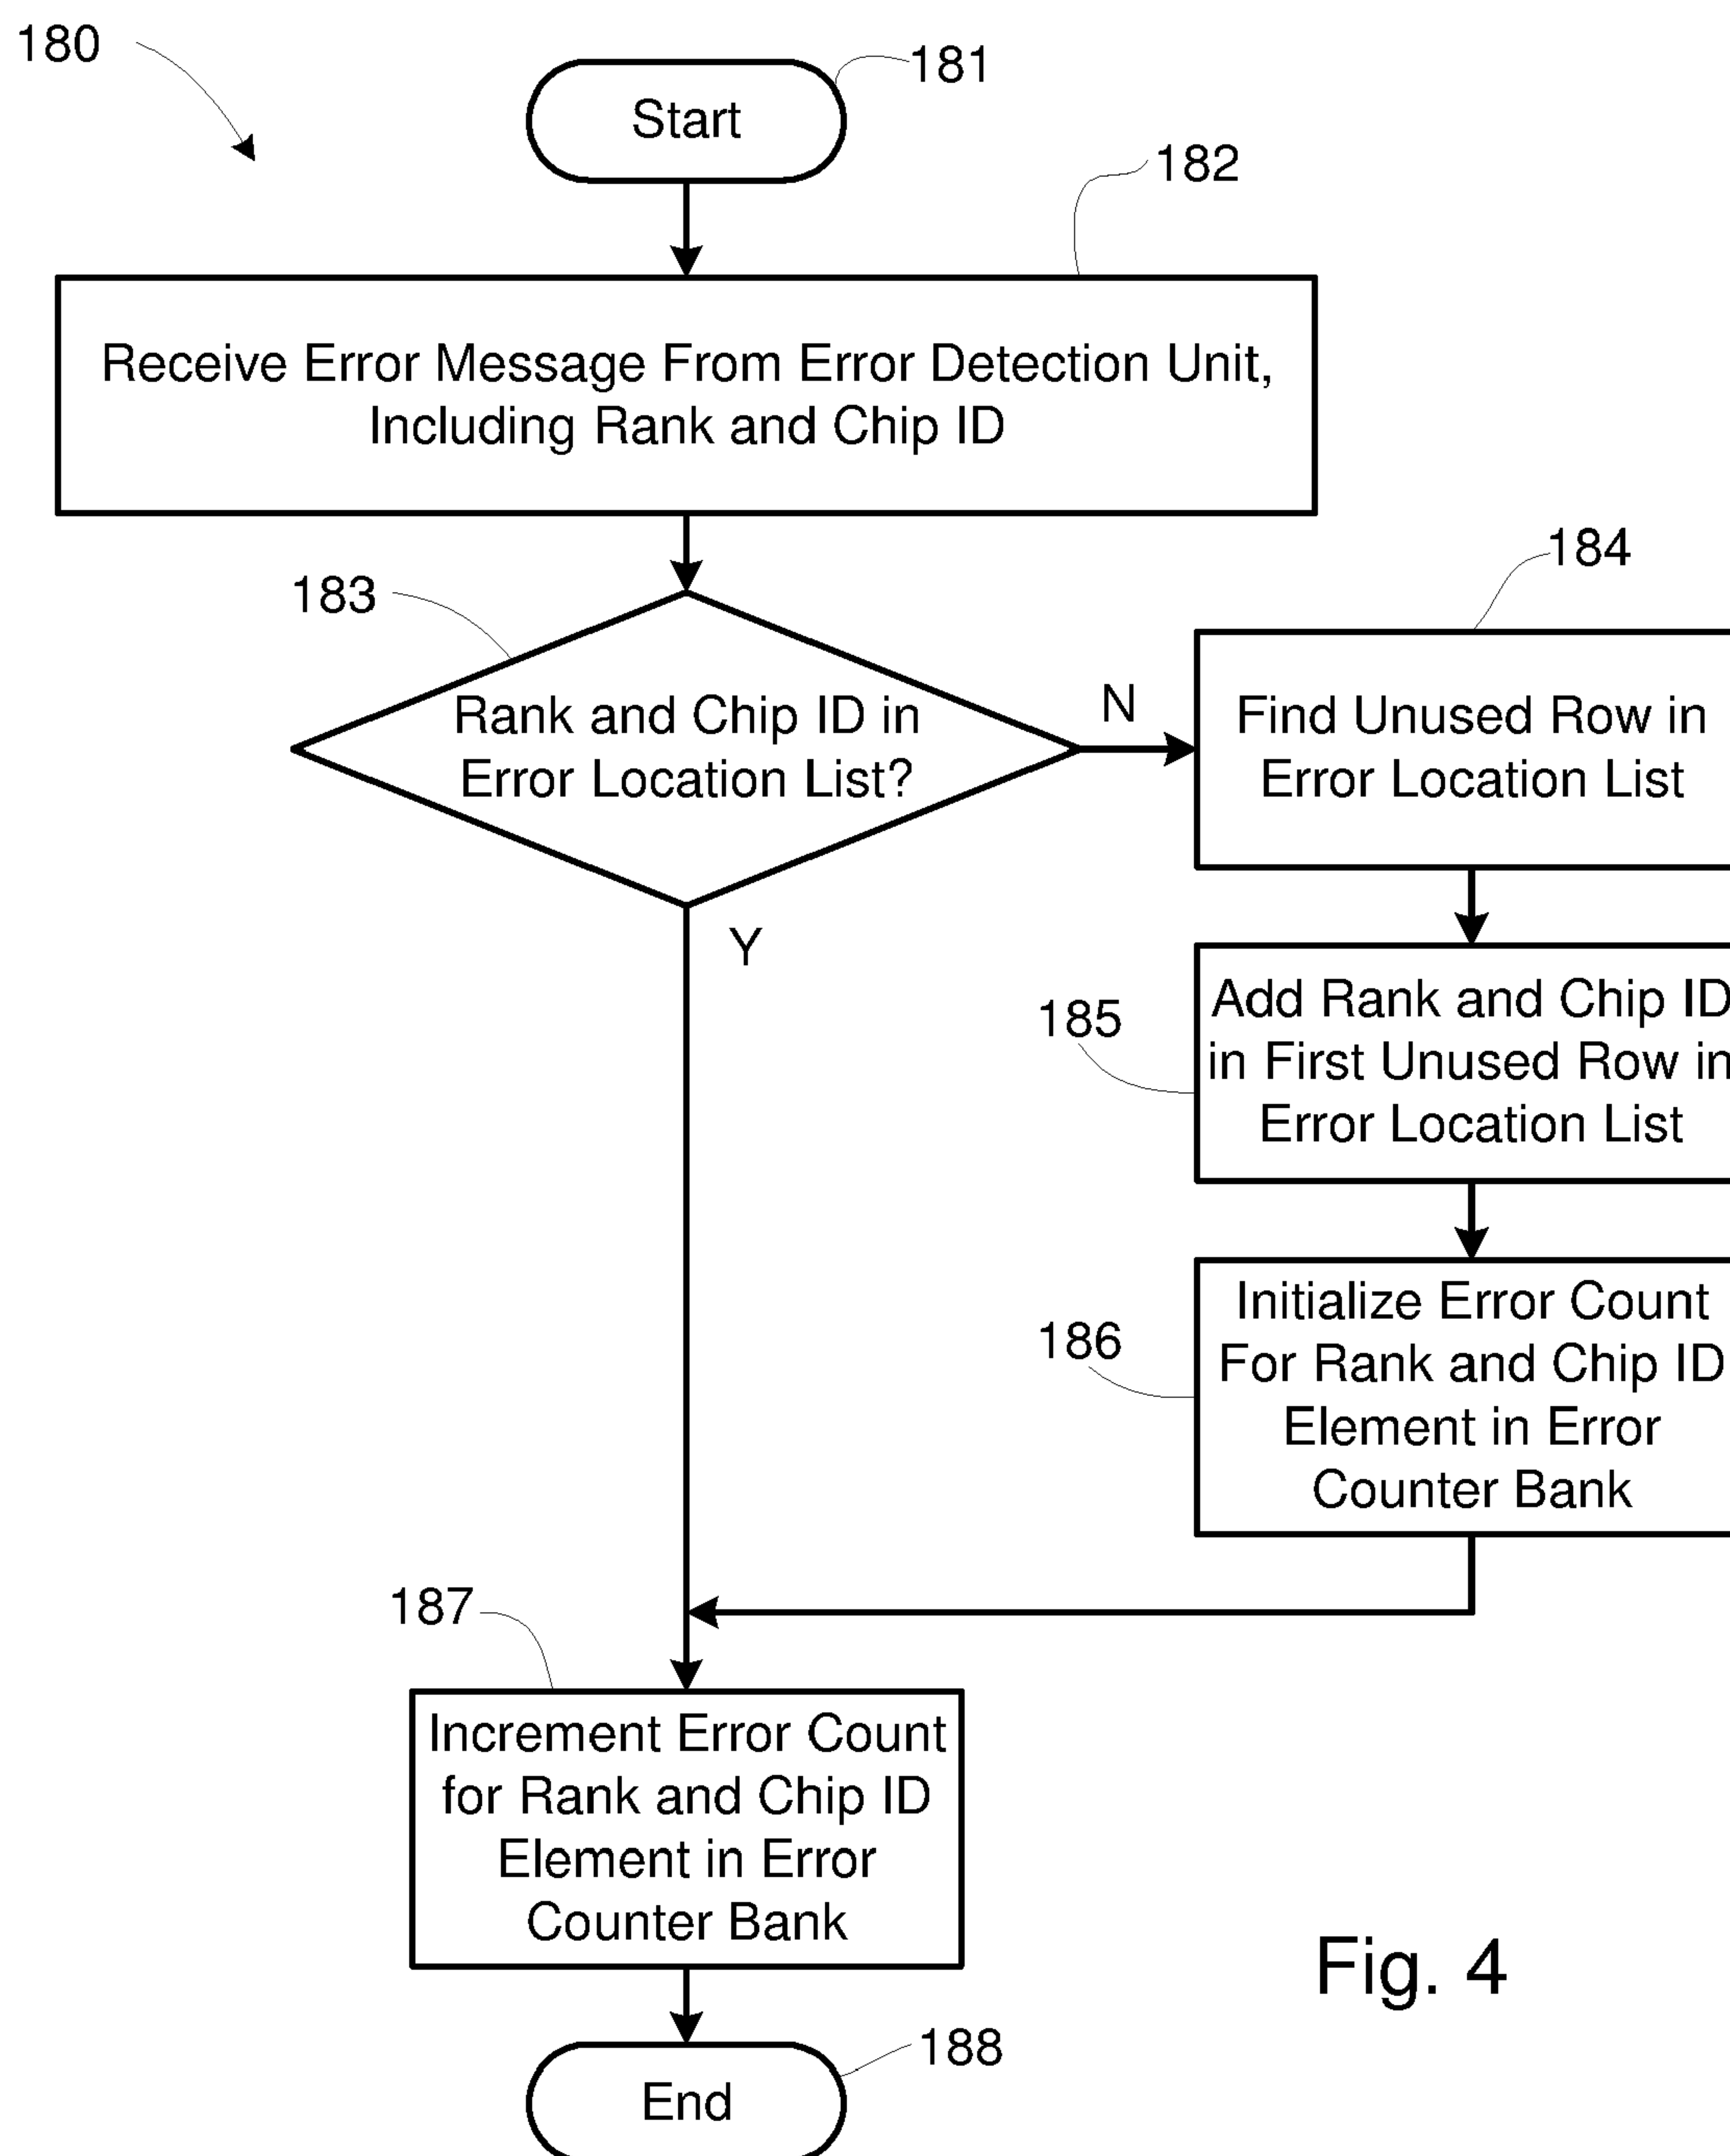 180
181
Start
182
Receive Error Message From Error Detection Unit,
Including Rank and Chip ID
183
Rank and Chip ID in
Error Location List?
N
Y
184
Find Unused Row in
Error Location List
185
Add Rank and Chip ID
in First Unused Row in
Error Location List
186
Initialize Error Count
For Rank and Chip ID
Element in Error
Counter Bank
187
Increment Error Count
for Rank and Chip ID
Element in Error
Counter Bank
188
End
Fig. 4